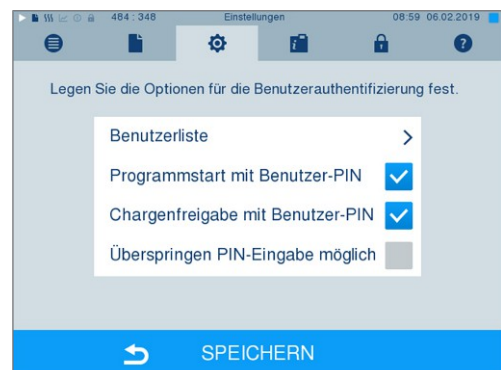 484 : 348 Einstellungen 08:59 06.02.2019
Legen Sie die Optionen für die Benutzerauthentifizierung fest.
Benutzerliste
Programmstart mit Benutzer-PIN
Chargenfreigabe mit Benutzer-PIN
Überspringen PIN-Eingabe möglich
SPEICHERN